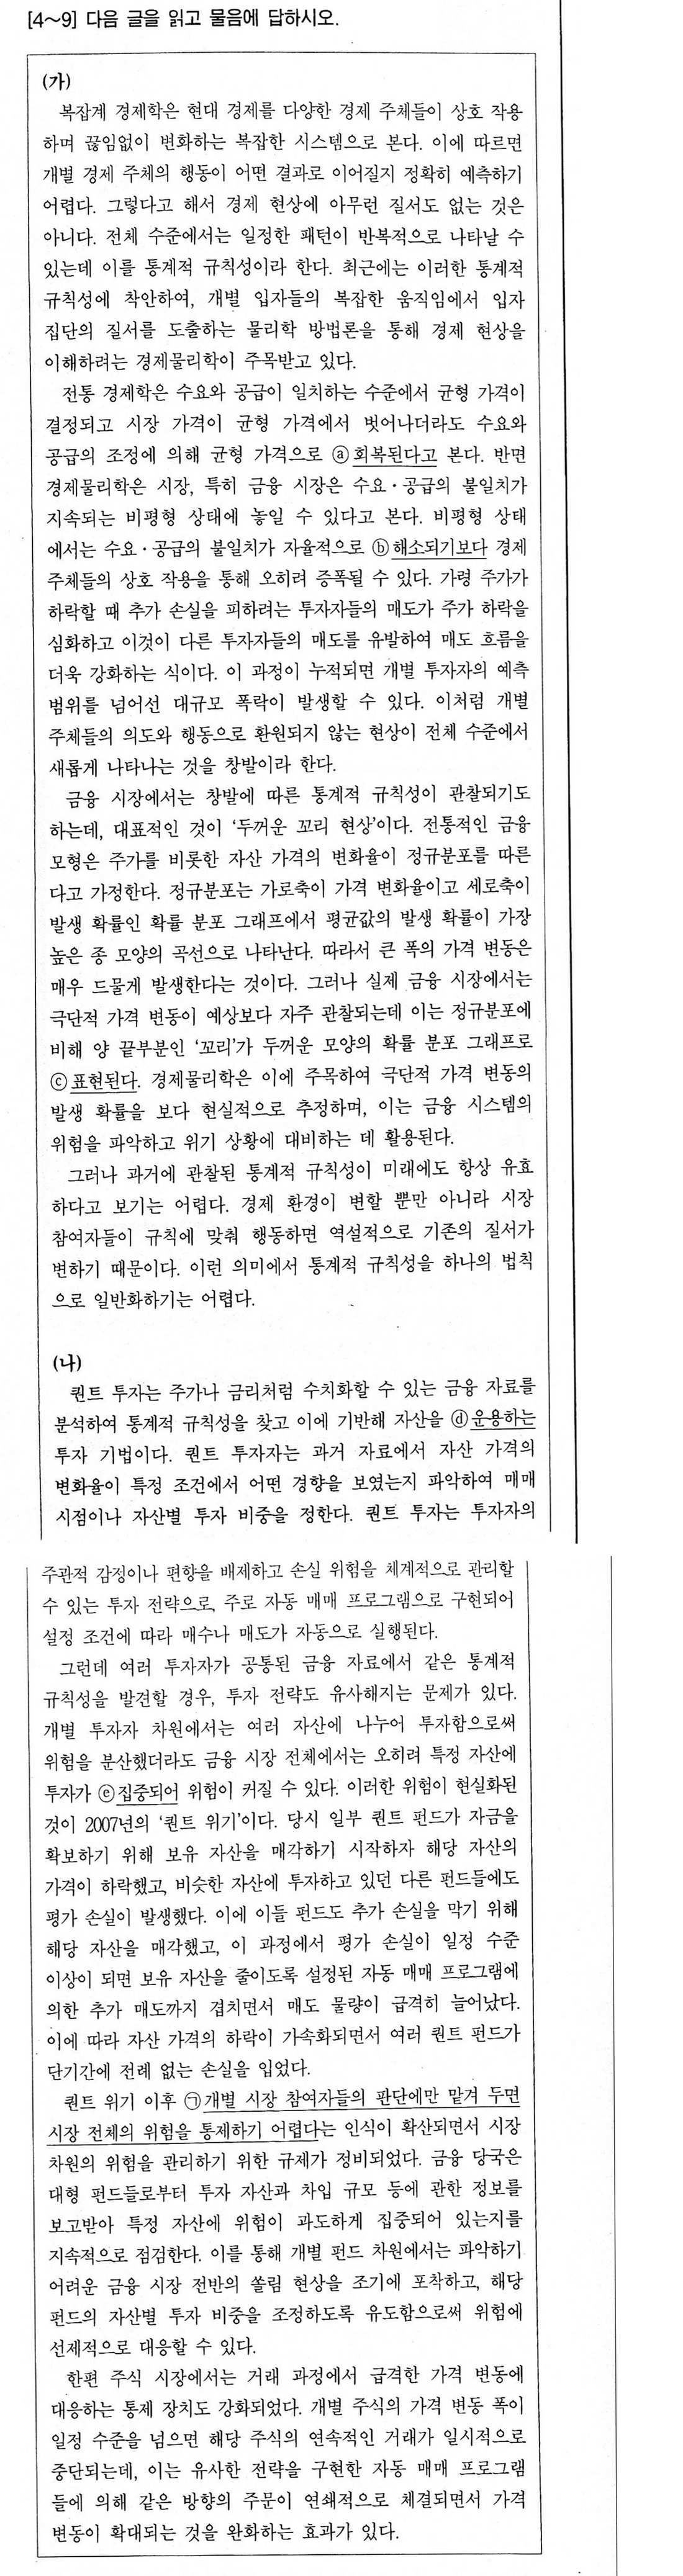 [4~9] 다음 글을 읽고 물음에 답하시오.
(가)
복잡계 경제학은 현대 경제를 다양한 경제 주체들이 상호 작용
하며 끊임없이 변화하는 복잡한 시스템으로 본다. 이에 따르면
개별 경제 주체의 행동이 어떤 결과로 이어질지 정확히 예측하기
어렵다. 그렇다고 해서 경제 현상에 아무런 질서도 없는 것은
아니다. 전체 수준에서는 일정한 패턴이 반복적으로 나타날 수
있는데 이를 통계적 규칙성이라 한다. 최근에는 이러한 통계적
규칙성에 착안하여, 개별 입자들의 복잡한 움직임에서 입자
집단의 질서를 도출하는 물리학 방법론을 통해 경제 현상을
이해하려는 경제물리학이 주목받고 있다.
전통 경제학은 수요와 공급이 일치하는 수준에서 균형 가격이
결정되고 시장 가격이 균형 가격에서 벗어나더라도 수요와
공급의 조정에 의해 균형 가격으로 ⓐ회복된다고 본다. 반면
경제물리학은 시장, 특히 금융 시장은 수요·공급의 불일치가
지속되는 비평형 상태에 놓일 수 있다고 본다. 비평형 상태
에서는 수요·공급의 불일치가 자율적으로 ⓑ해소되기보다 경제
주체들의 상호 작용을 통해 오히려 증폭될 수 있다. 가령 주가가
하락할 때 추가 손실을 피하려는 투자자들의 매도가 주가 하락을
심화하고 이것이 다른 투자자들의 매도를 유발하여 매도 흐름을
더욱 강화하는 식이다. 이 과정이 누적되면 개별 투자자의 예측
범위를 넘어선 대규모 폭락이 발생할 수 있다. 이처럼 개별
주체들의 의도와 행동으로 환원되지 않는 현상이 전체 수준에서
새롭게 나타나는 것을 창발이라 한다.
금융 시장에서는 창발에 따른 통계적 규칙성이 관찰되기도
하는데, 대표적인 것이 '두꺼운 꼬리 현상'이다. 전통적인 금융
모형은 주가를 비롯한 자산 가격의 변화율이 정규분포를 따른
다고 가정한다. 정규분포는 가로축이 가격 변화율이고 세로축이
발생 확률인 확률 분포 그래프에서 평균값의 발생 확률이 가장
높은 종 모양의 곡선으로 나타난다. 따라서 큰 폭의 가격 변동은
매우 드물게 발생한다는 것이다. 그러나 실제 금융 시장에서는
극단적 가격 변동이 예상보다 자주 관찰되는데 이는 정규분포에
비해 양 끝부분인 '꼬리'가 두꺼운 모양의 확률 분포 그래프로
ⓒ표현된다. 경제물리학은 이에 주목하여 극단적 가격 변동의
발생 확률을 보다 현실적으로 추정하며, 이는 금융 시스템의
위험을 파악하고 위기 상황에 대비하는 데 활용된다.
그러나 과거에 관찰된 통계적 규칙성이 미래에도 항상 유효
하다고 보기는 어렵다. 경제 환경이 변할 뿐만 아니라 시장
참여자들이 규칙에 맞춰 행동하면 역설적으로 기존의 질서가
변하기 때문이다. 이런 의미에서 통계적 규칙성을 하나의 법칙
으로 일반화하기는 어렵다.
(나)
퀀트 투자는 주가나 금리처럼 수치화할 수 있는 금융 자료를
분석하여 통계적 규칙성을 찾고 이에 기반해 자산을 ⓓ운용하는
투자 기법이다. 퀀트 투자자는 과거 자료에서 자산 가격의
변화율이 특정 조건에서 어떤 경향을 보였는지 파악하여 매매
시점이나 자산별 투자 비중을 정한다. 퀀트 투자는 투자자의
주관적 감정이나 편향을 배제하고 손실 위험을 체계적으로 관리할
수 있는 투자 전략으로, 주로 자동 매매 프로그램으로 구현되어
설정 조건에 따라 매수나 매도가 자동으로 실행된다.
그런데 여러 투자자가 공통된 금융 자료에서 같은 통계적
규칙성을 발견할 경우, 투자 전략도 유사해지는 문제가 있다.
개별 투자자 차원에서는 여러 자산에 나누어 투자함으로써
위험을 분산했더라도 금융 시장 전체에서는 오히려 특정 자산에
투자가 ⓔ집중되어 위험이 커질 수 있다. 이러한 위험이 현실화된
것이 2007년의 '퀀트 위기'이다. 당시 일부 퀀트 펀드가 자금을
확보하기 위해 보유 자산을 매각하기 시작하자 해당 자산의
가격이 하락했고, 비슷한 자산에 투자하고 있던 다른 펀드들에도
평가 손실이 발생했다. 이에 이들 펀드도 추가 손실을 막기 위해
해당 자산을 매각했고, 이 과정에서 평가 손실이 일정 수준
이상이 되면 보유 자산을 줄이도록 설정된 자동 매매 프로그램에
의한 추가 매도까지 겹치면서 매도 물량이 급격히 늘어났다.
이에 따라 자산 가격의 하락이 가속화되면서 여러 퀀트 펀드가
단기간에 전례 없는 손실을 입었다.
퀀트 위기 이후 ㉠개별 시장 참여자들의 판단에만 맡겨 두면
시장 전체의 위험을 통제하기 어렵다는 인식이 확산되면서 시장
차원의 위험을 관리하기 위한 규제가 정비되었다. 금융 당국은
대형 펀드들로부터 투자 자산과 차입 규모 등에 관한 정보를
보고받아 특정 자산에 위험이 과도하게 집중되어 있는지를
지속적으로 점검한다. 이를 통해 개별 펀드 차원에서는 파악하기
어려운 금융 시장 전반의 쏠림 현상을 조기에 포착하고, 해당
펀드의 자산별 투자 비중을 조정하도록 유도함으로써 위험에
선제적으로 대응할 수 있다.
한편 주식 시장에서는 거래 과정에서 급격한 가격 변동에
대응하는 통제 장치도 강화되었다. 개별 주식의 가격 변동 폭이
일정 수준을 넘으면 해당 주식의 연속적인 거래가 일시적으로
중단되는데, 이는 유사한 전략을 구현한 자동 매매 프로그램
들에 의해 같은 방향의 주문이 연쇄적으로 체결되면서 가격
변동이 확대되는 것을 완화하는 효과가 있다.